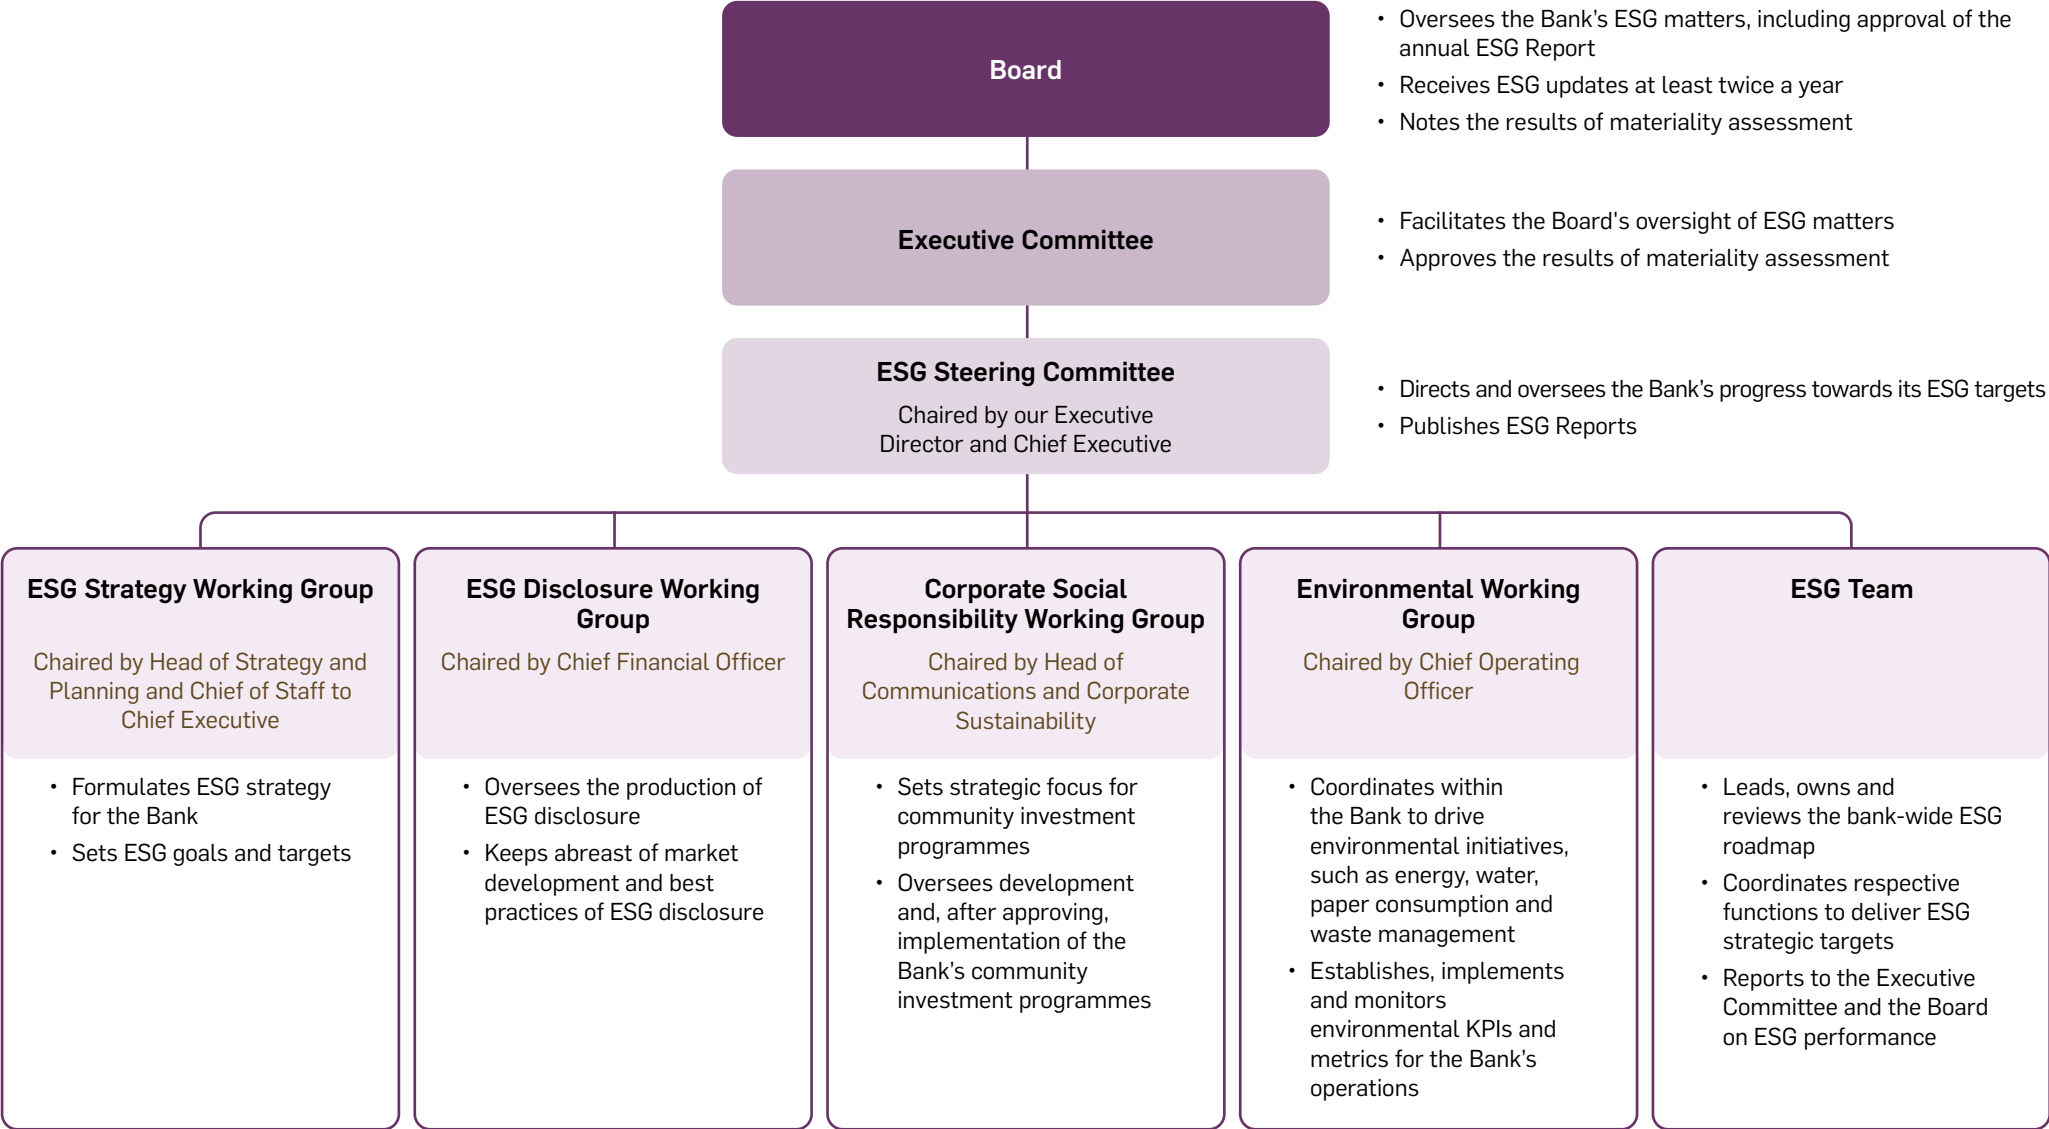 Board
• Oversees the Bank’s ESG matters, including approval of the
annual ESG Report
• Receives ESG updates at least twice a year
• Notes the results of materiality assessment
Executive Committee
• Facilitates the Board's oversight of ESG matters
• Approves the results of materiality assessment
ESG Steering Committee
Chaired by our Executive
Director and Chief Executive
• Directs and oversees the Bank’s progress towards its ESG targets
• Publishes ESG Reports
ESG Strategy Working Group
Chaired by Head of Strategy and
Planning and Chief of Staff to
Chief Executive
• Formulates ESG strategy
for the Bank
• Sets ESG goals and targets
ESG Disclosure Working
Group
Chaired by Chief Financial Officer
• Oversees the production of
ESG disclosure
• Keeps abreast of market
development and best
practices of ESG disclosure
Corporate Social
Responsibility Working Group
Chaired by Head of
Communications and Corporate
Sustainability
• Sets strategic focus for
community investment
programmes
• Oversees development
and, after approving,
implementation of the
Bank’s community
investment programmes
Environmental Working
Group
Chaired by Chief Operating
Officer
• Coordinates within
the Bank to drive
environmental initiatives,
such as energy, water,
paper consumption and
waste management
• Establishes, implements
and monitors
environmental KPIs and
metrics for the Bank’s
operations
ESG Team
• Leads, owns and
reviews the bank-wide ESG
roadmap
• Coordinates respective
functions to deliver ESG
strategic targets
• Reports to the Executive
Committee and the Board
on ESG performance